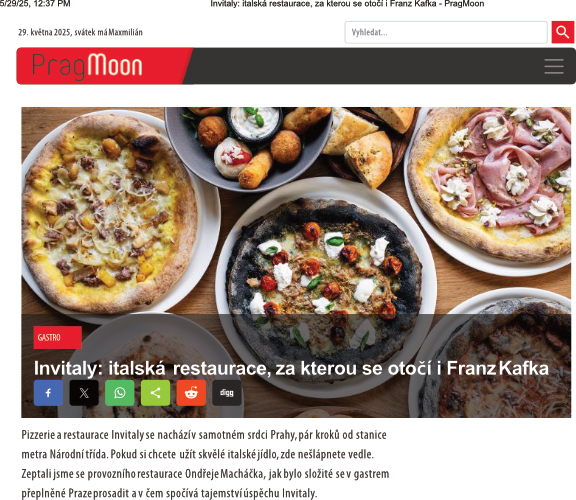 5/29/25, 12:37 PM Invitaly: italská restaurace, za kterou se otočí i Franz Kafka - PragMoon
29. května 2025, svátek má Maxmilián
Vyhledat...
PragMoon
GASTRO
Invitaly: italská restaurace, za kterou se otočí i Franz Kafka
f X digg
Pizzerie a restaurace Invitaly se nachází v samotném srdci Prahy, pár kroků od stanice
metra Národní třída. Pokud si chcete užít skvělé italské jídlo, zde nešlápnete vedle.
Zeptali jsme se provozního restaurace Ondřeje Macháčka, jak bylo složité se v gastrem
přeplněné Praze prosadit a v čem spočívá tajemství úspěchu Invitaly.